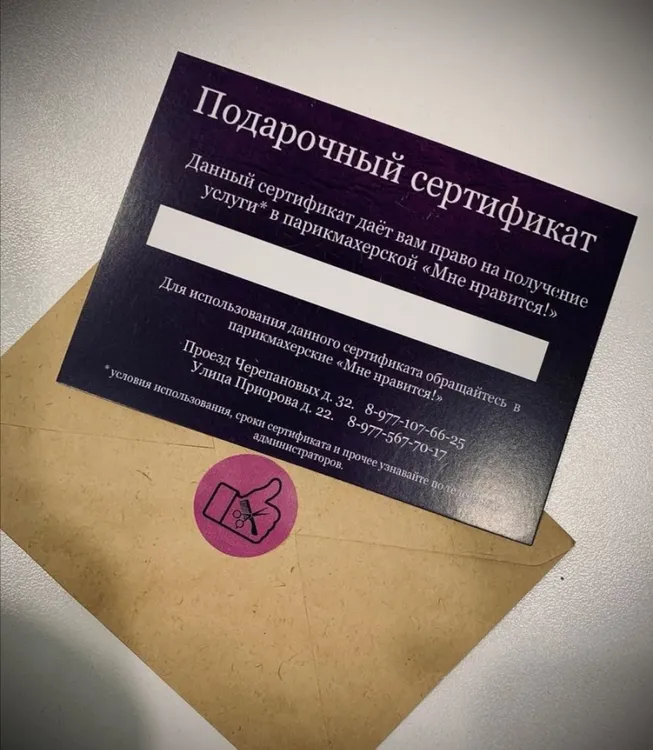 Подарочный сертификат
Данный сертификат даёт вам право на получение
услуги* в парикмахерской «Мне нравится!»
Для использования данного сертификата обращайтесь в
парикмахерские «Мне нравится!»
Проезд Черепановых д. 32. 8-977-107-66-25
Улица Приорова д. 22. 8-977-567-70-17
*условия использования, сроки сертификата и прочее узнавайте по
администраторов.